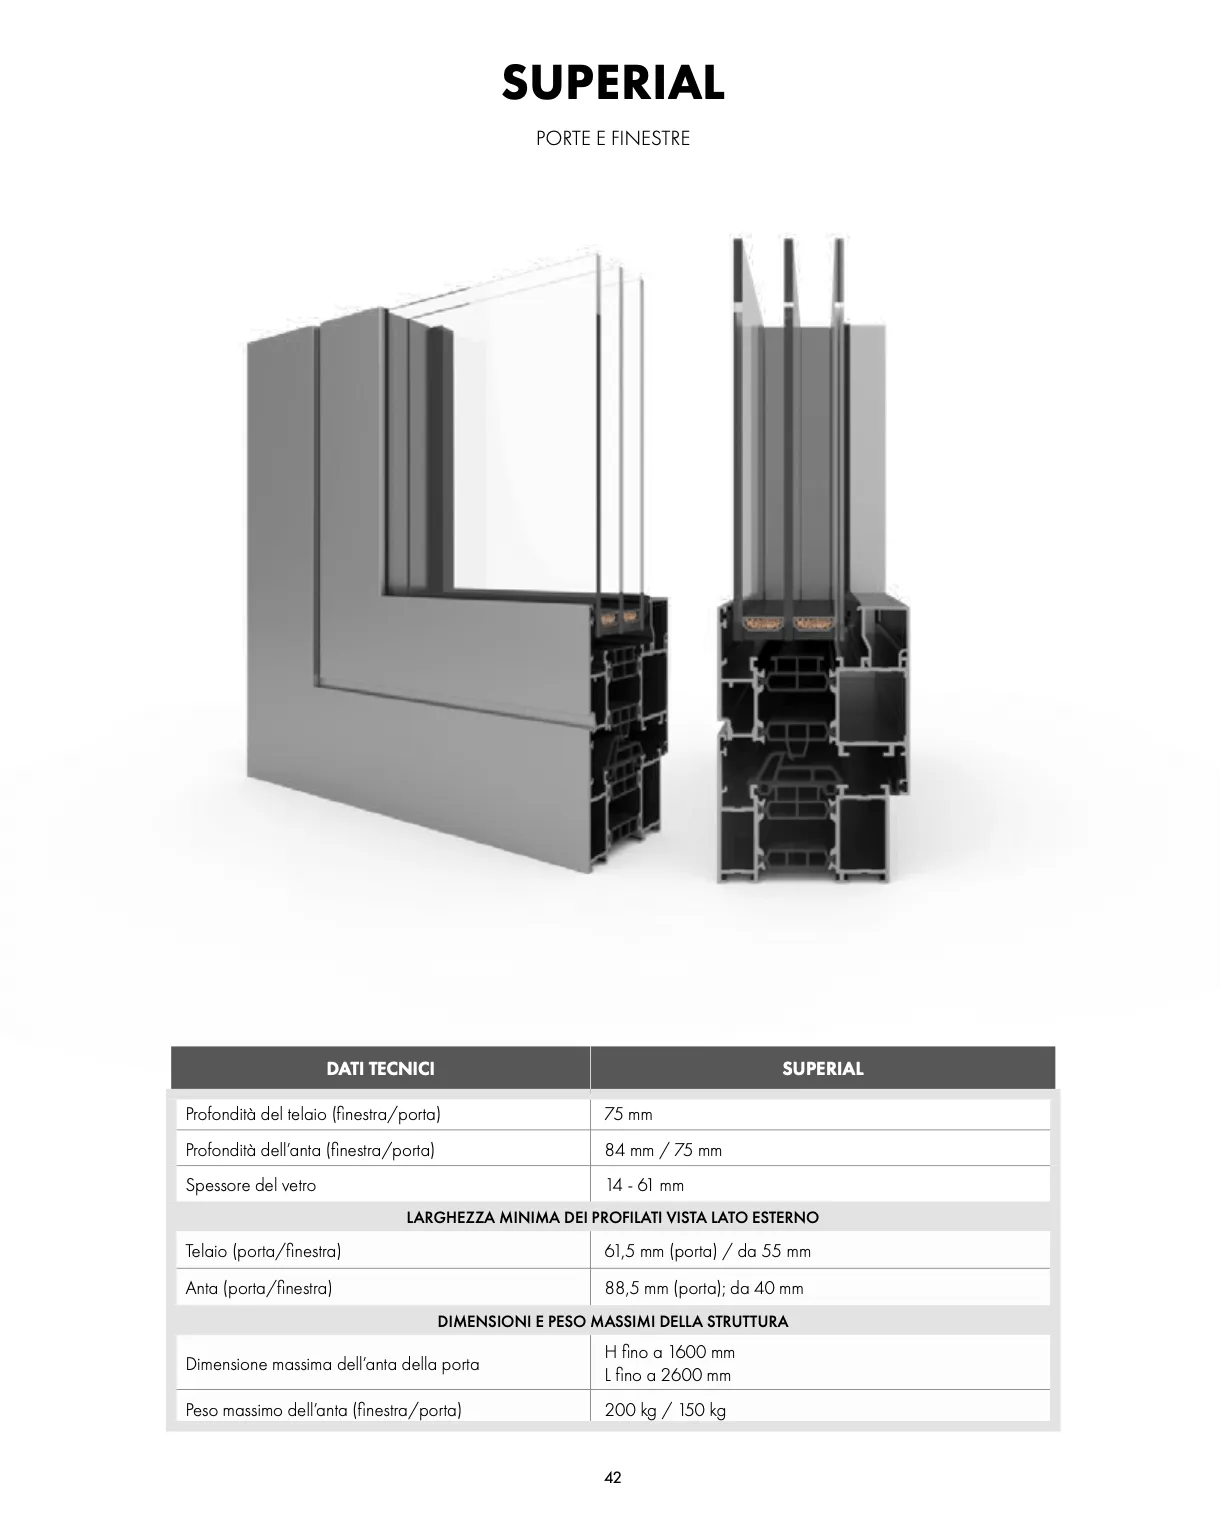 SUPERIAL
PORTE E FINESTRE
DATI TECNICI SUPERIAL
Profondità del telaio (finestra/porta) 75 mm
Profondità dell'anta (finestra/porta) 84 mm / 75 mm
Spessore del vetro 14 - 61 mm
LARGHEZZA MINIMA DEI PROFILATI VISTA LATO ESTERNO
Telaio (porta/finestra) 61,5 mm (porta) / da 55 mm
Anta (porta/finestra) 88,5 mm (porta); da 40 mm
DIMENSIONI E PESO MASSIMI DELLA STRUTTURA
Dimensione massima dell'anta della porta H fino a 1600 mm
L fino a 2600 mm
Peso massimo dell'anta (finestra/porta) 200 kg / 150 kg
42